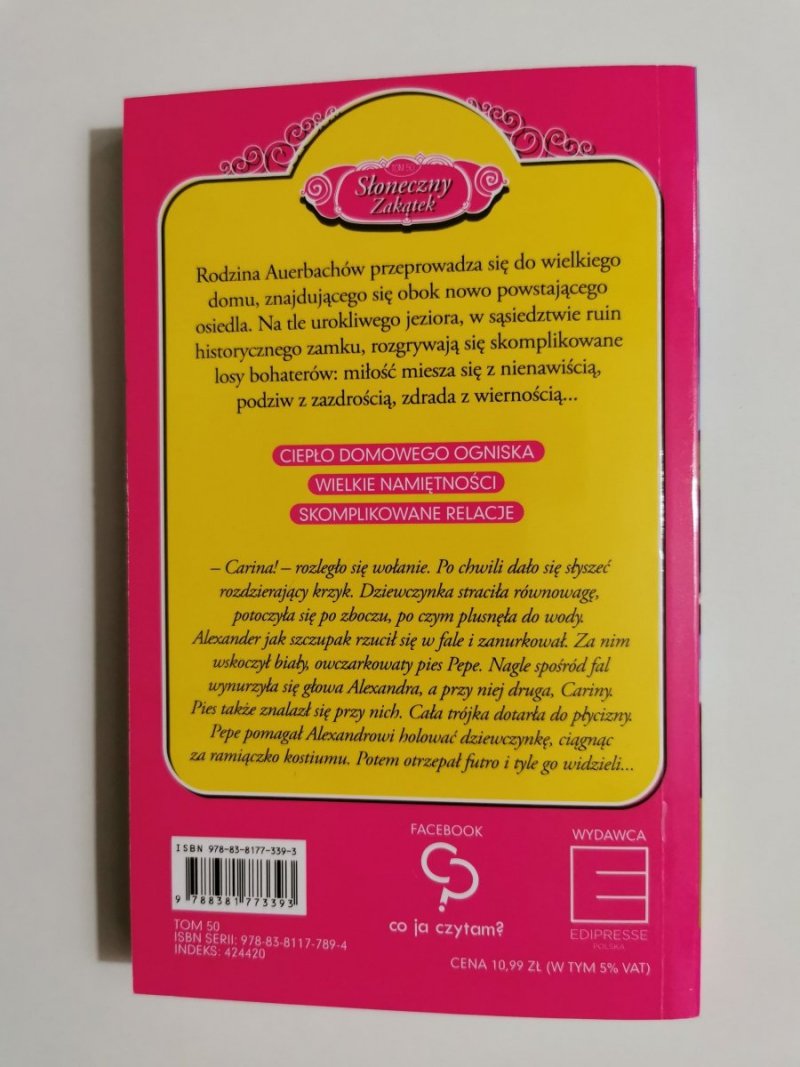 TOM 50
Słoneczny
Zakątek
Rodzina Auerbachów przeprowadza się do wielkiego
domu, znajdującego się obok nowo powstającego
osiedla. Na tle urokliwego jeziora, w sąsiedztwie ruin
historycznego zamku, rozgrywają się skomplikowane
losy bohaterów: miłość miesza się z nienawiścią,
podziw z zazdrością, zdrada z wiernością...
CIEPŁO DOMOWEGO OGNISKA
WIELKIE NAMIĘTNOŚCI
SKOMPLIKOWANE RELACJE
– Carina! – rozległo się wołanie. Po chwili dało się słyszeć
rozdzierający krzyk. Dziewczynka straciła równowagę,
potoczyła się po zboczu, po czym plusnęła do wody.
Alexander jak szczupak rzucił się w fale i zanurkował. Za nim
wskoczył biały, owczarkowaty pies Pepe. Nagle spośród fal
wynurzyła się głowa Alexandra, a przy niej druga, Cariny.
Pies także znalazł się przy nich. Cała trójka dotarła do płycizny.
Pepe pomagał Alexandrowi holować dziewczynkę, ciągnąc
za ramiączko kostiumu. Potem otrzepał futro i tyle go widzieli...
ISBN 978-83-8177-339-3
9 788381 773393
TOM 50
ISBN SERII: 978-83-8117-789-4
INDEKS: 424420
FACEBOOK
co ja czytam?
WYDAWCA
EDIPRESSE
POLSKA
CENA 10,99 ZŁ (W TYM 5% VAT)